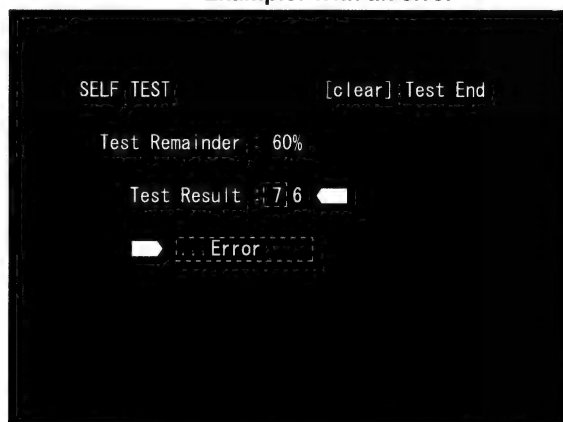 SELF TEST [clear] Test End
Test Remainder : 60%
Test Result : 7 6
Error